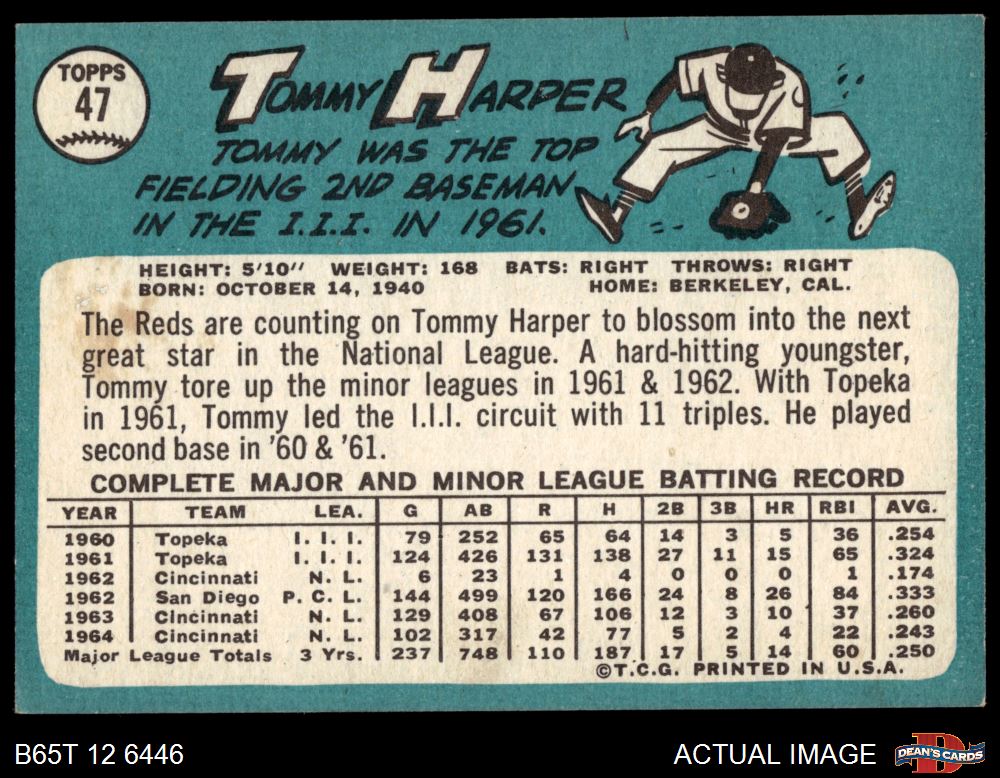 TOPPS
47
TOMMY HARPER
TOMMY WAS THE TOP
FIELDING 2ND BASEMAN
IN THE I.I.I. IN 1961.
HEIGHT: 5'10" WEIGHT: 168 BATS: RIGHT THROWS: RIGHT
BORN: OCTOBER 14, 1940 HOME: BERKELEY, CAL.
The Reds are counting on Tommy Harper to blossom into the next
great star in the National League. A hard-hitting youngster,
Tommy tore up the minor leagues in 1961 & 1962. With Topeka
in 1961, Tommy led the I.I.I. circuit with 11 triples. He played
second base in '60 & '61.
COMPLETE MAJOR AND MINOR LEAGUE BATTING RECORD
YEAR TEAM LEA. G AB R H 2B 3B HR RBI AVG.
1960 Topeka I. I. I. 79 252 65 64 14 3 5 36 .254
1961 Topeka I. I. I. 124 426 131 138 27 11 15 65 .324
1962 Cincinnati N. L. 6 23 1 4 0 0 0 1 .174
1962 San Diego P. C. L. 144 499 120 166 24 8 26 84 .333
1963 Cincinnati N. L. 129 408 67 106 12 3 10 37 .260
1964 Cincinnati N. L. 102 317 42 77 5 2 4 22 .243
Major League Totals 3 Yrs. 237 748 110 187 17 5 14 60 .250
©T.C.G. PRINTED IN U.S.A.
B65T 12 6446
ACTUAL IMAGE
DEAN'S CARDS